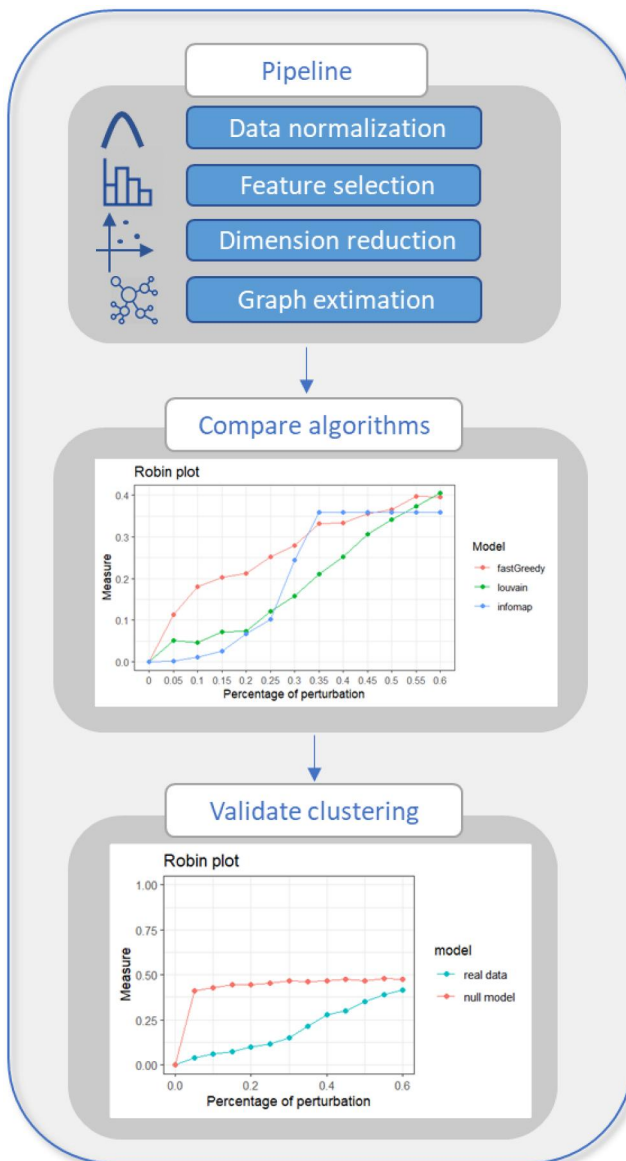 Pipeline
Data normalization
Feature selection
Dimension reduction
Graph extimation
Compare algorithms
Robin plot
0.4
0.3
0.2
0.1
0.0
Measure
0 0.05 0.1 0.15 0.2 0.25 0.3 0.35 0.4 0.45 0.5 0.55 0.6
Percentage of perturbation
Model
fastGreedy
louvain
infomap
Validate clustering
Robin plot
1.00
0.75
0.50
0.25
0.00
Measure
0.0 0.2 0.4 0.6
Percentage of perturbation
model
real data
null model